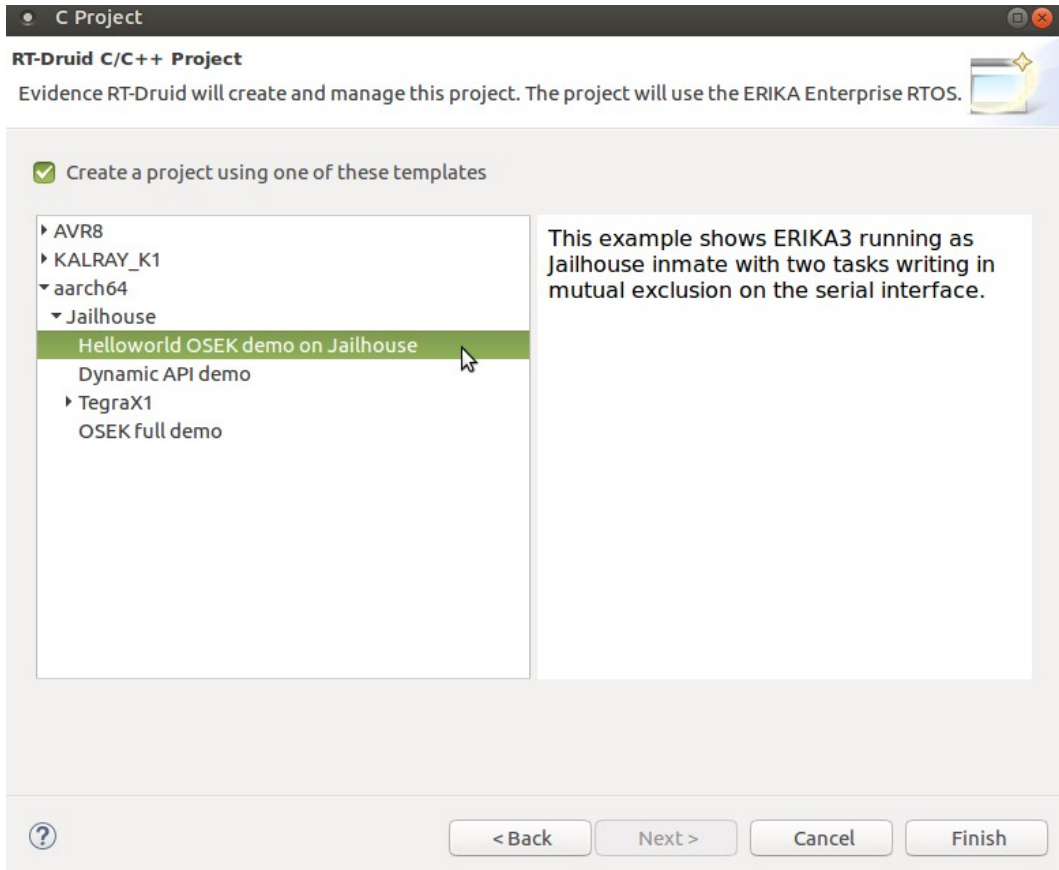 C Project
RT-Druid C/C++ Project
Evidence RT-Druid will create and manage this project. The project will use the ERIKA Enterprise RTOS.
Create a project using one of these templates
AVR8
KALRAY_K1
aarch64
Jailhouse
Helloworld OSEK demo on Jailhouse
Dynamic API demo
TegraX1
OSEK full demo
This example shows ERIKA3 running as
Jailhouse inmate with two tasks writing in
mutual exclusion on the serial interface.
?
< Back
Next >
Cancel
Finish